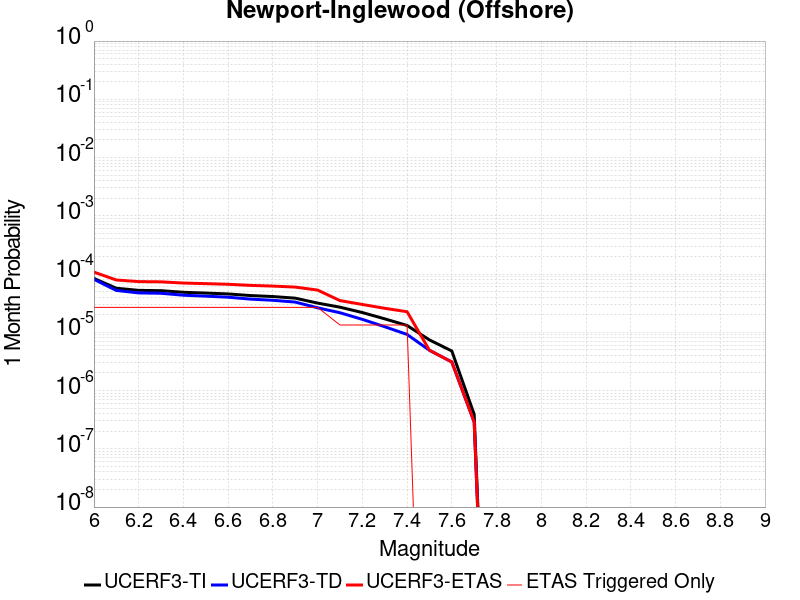 Newport-Inglewood (Offshore)
10^0
10^-1
10^-2
10^-3
10^-4
10^-5
10^-6
10^-7
10^-8
1 Month Probability
6 6.2 6.4 6.6 6.8 7 7.2 7.4 7.6 7.8 8 8.2 8.4 8.6 8.8 9
Magnitude
UCERF3-TI UCERF3-TD UCERF3-ETAS ETAS Triggered Only